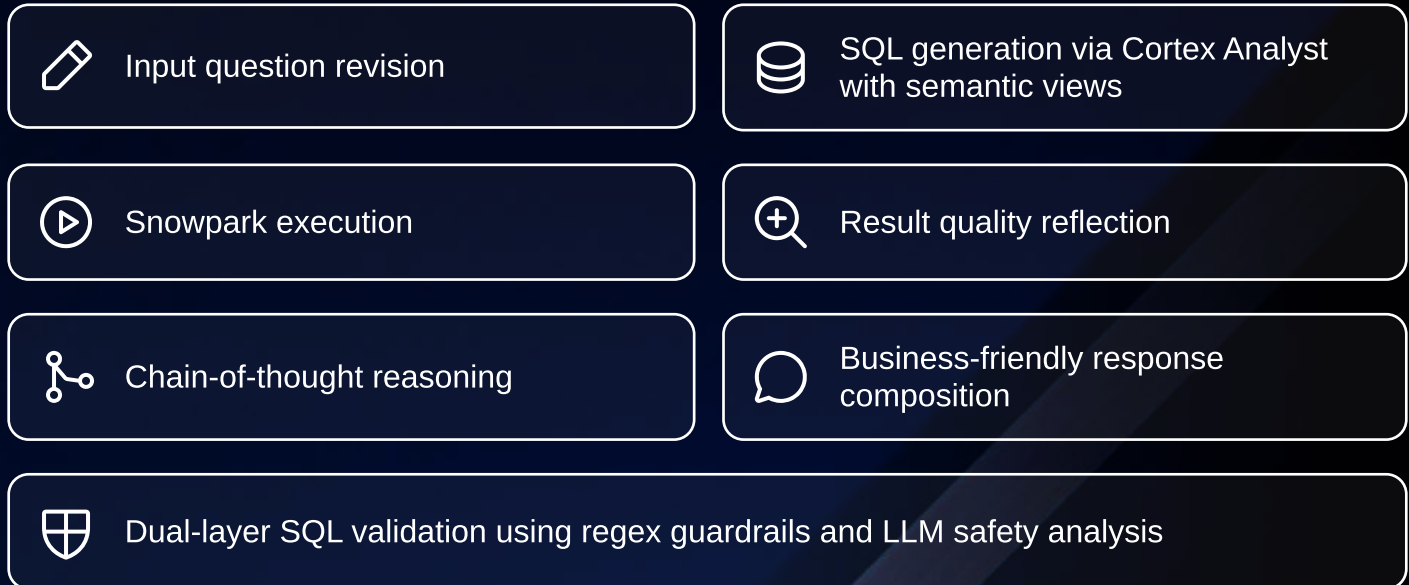 Input question revision
SQL generation via Cortex Analyst
with semantic views
Snowpark execution
Result quality reflection
Chain-of-thought reasoning
Business-friendly response
composition
Dual-layer SQL validation using regex guardrails and LLM safety analysis